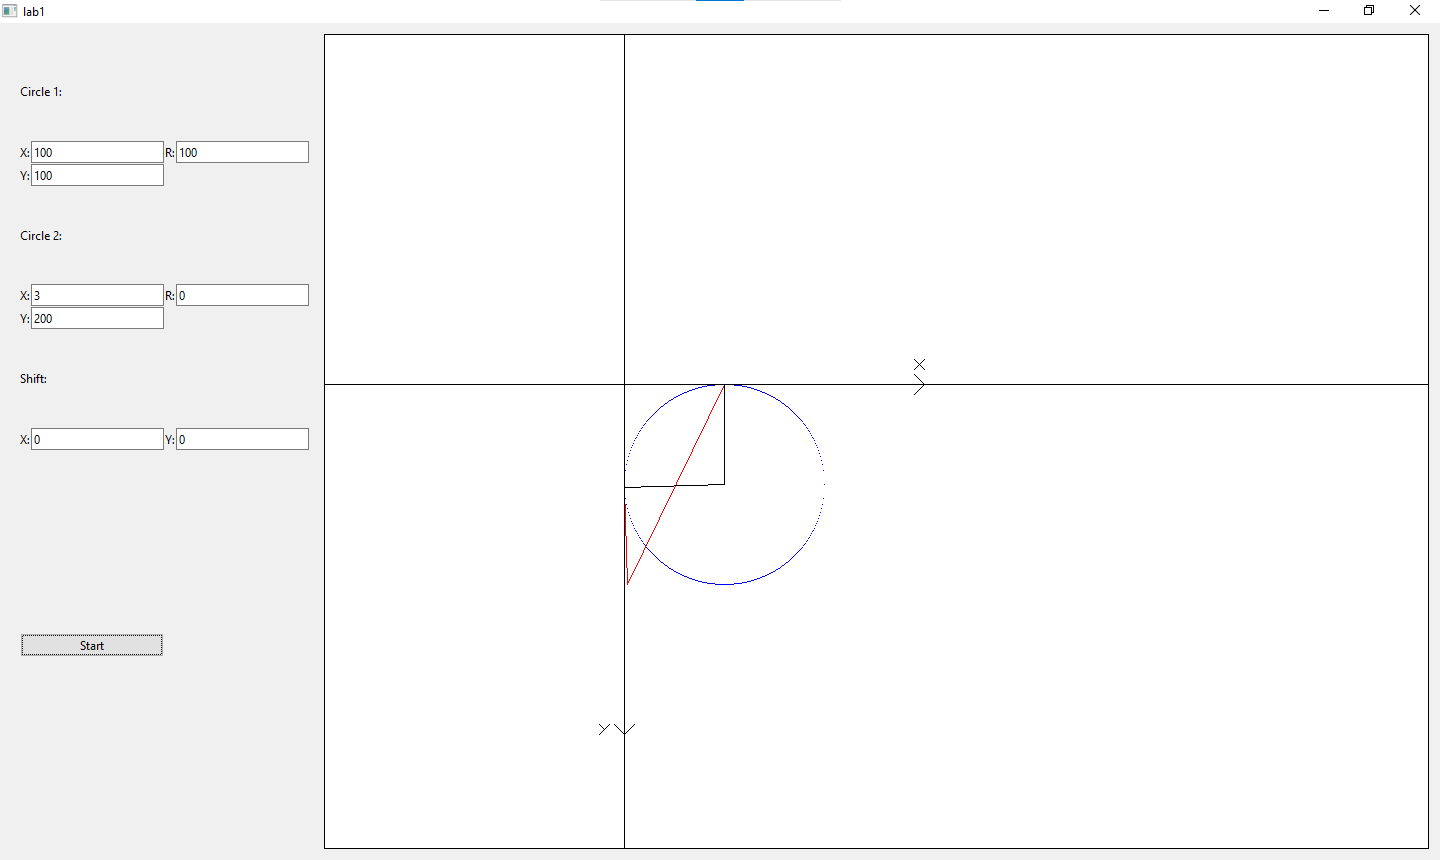 lab1
Circle 1:
X: 100 R: 100
Y: 100
Circle 2:
X: 3 R: 0
Y: 200
Shift:
X: 0 Y: 0
Start
X
Y